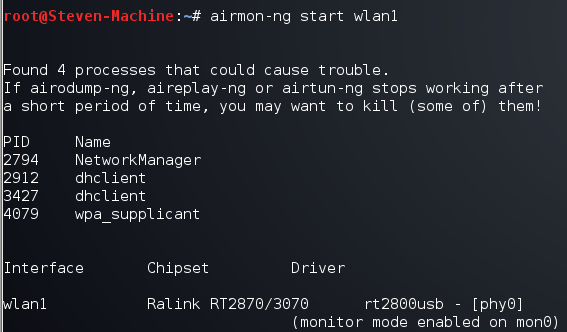 root@Steven-Machine:~# airmon-ng start wlan1
Found 4 processes that could cause trouble.
If airodump-ng, aireplay-ng or airtun-ng stops working after
a short period of time, you may want to kill (some of) them!
PID     Name
2794    NetworkManager
2912    dhclient
3427    dhclient
4079    wpa_supplicant
Interface       Chipset         Driver
wlan1           Ralink RT2870/3070      rt2800usb - [phy0]
(monitor mode enabled on mon0)